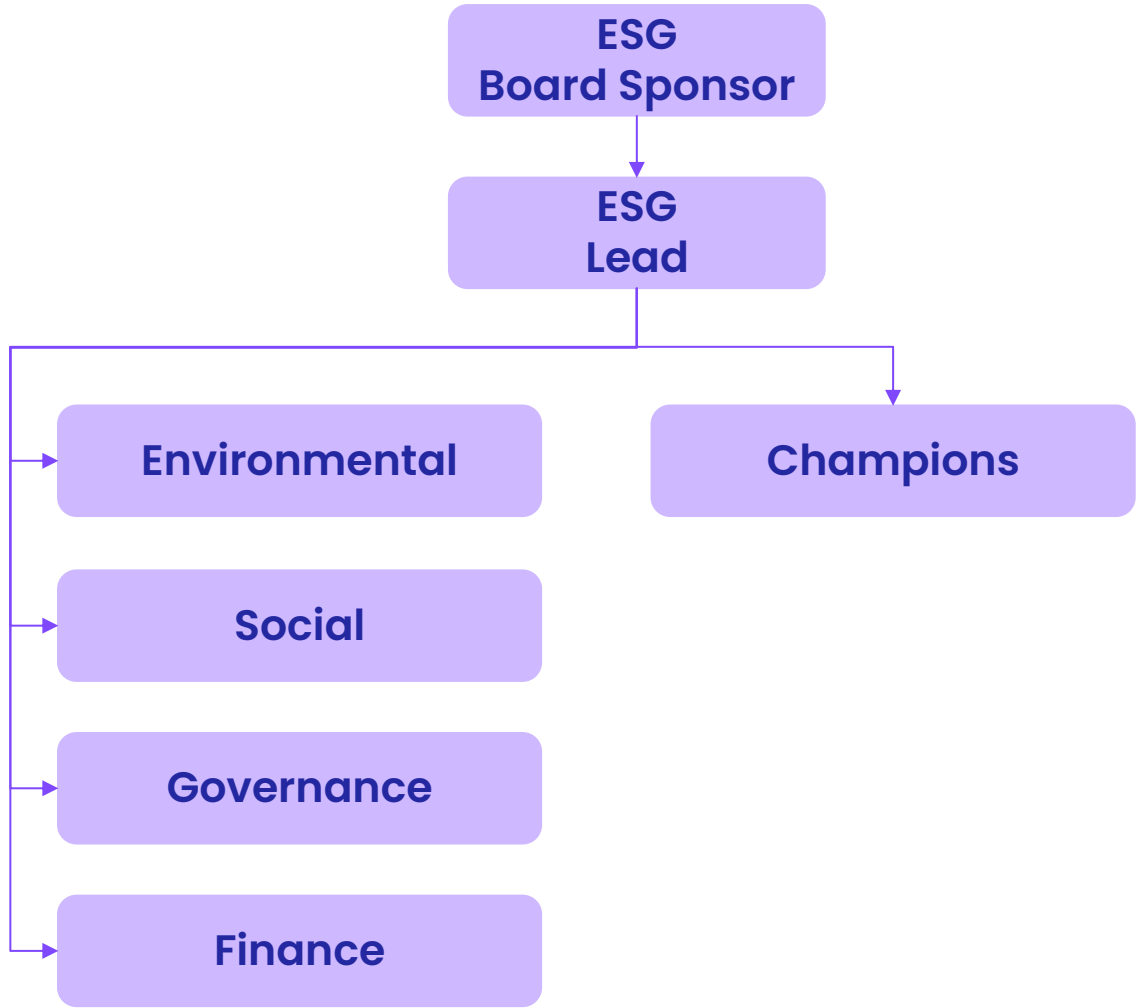 ESG
Board Sponsor
ESG
Lead
Environmental
Champions
Social
Governance
Finance